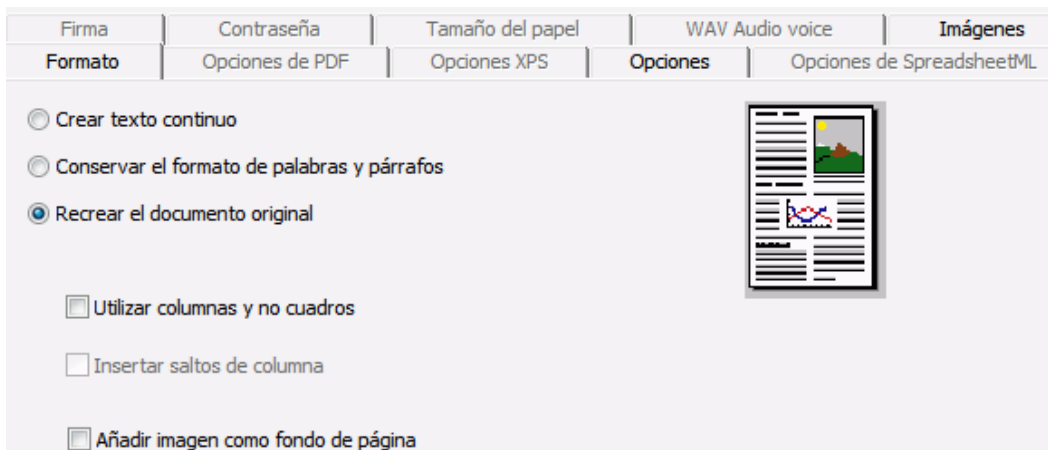 Firma Contraseña Tamaño del papel WAV Audio voice Imágenes
Formato Opciones de PDF Opciones XPS Opciones Opciones de SpreadsheetML
Crear texto continuo
Conservar el formato de palabras y párrafos
Recrear el documento original
Utilizar columnas y no cuadros
Insertar saltos de columna
Añadir imagen como fondo de página